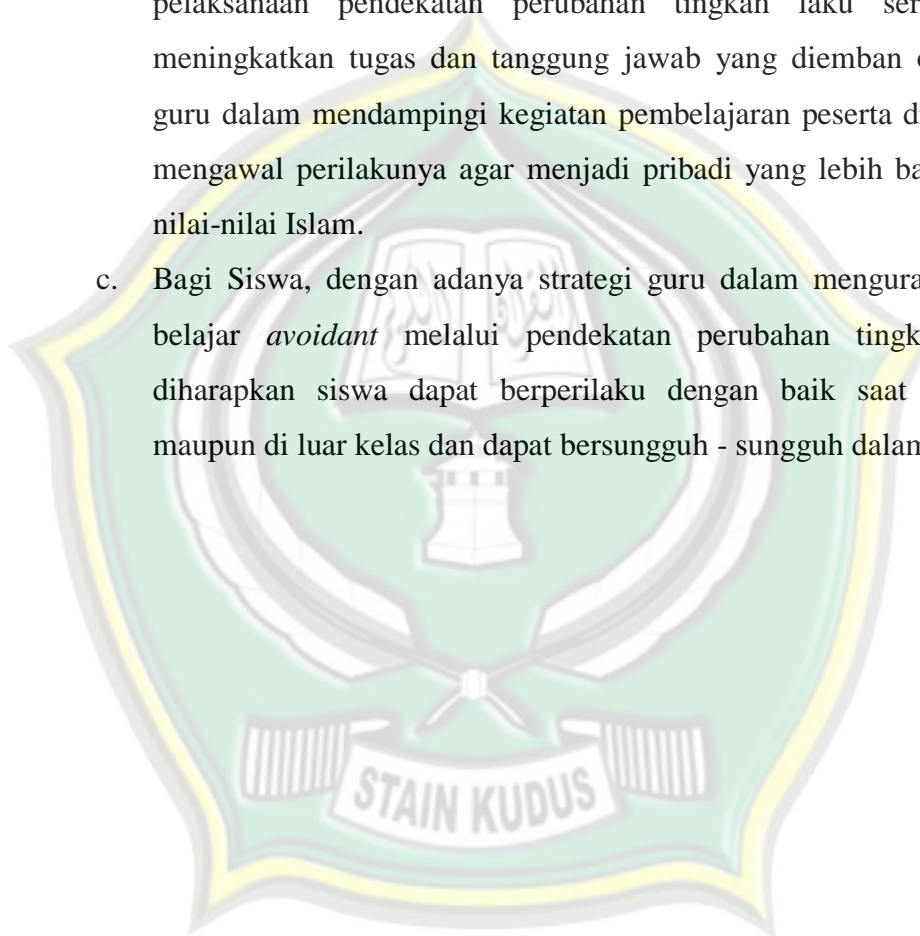 pelaksanaan pendekatan perubahan tingkah laku
meningkatkan tugas dan tanggung jawab yang diemban
guru dalam mendampingi kegiatan pembelajaran peserta
mengawal perilakunya agar menjadi pribadi yang lebih
nilai-nilai Islam.
c. Bagi Siswa, dengan adanya strategi guru dalam
belajar avoidant melalui pendekatan perubahan
diharapkan siswa dapat berperilaku dengan baik saat
maupun di luar kelas dan dapat bersungguh - sungguh dalam
STAIN KUDUS